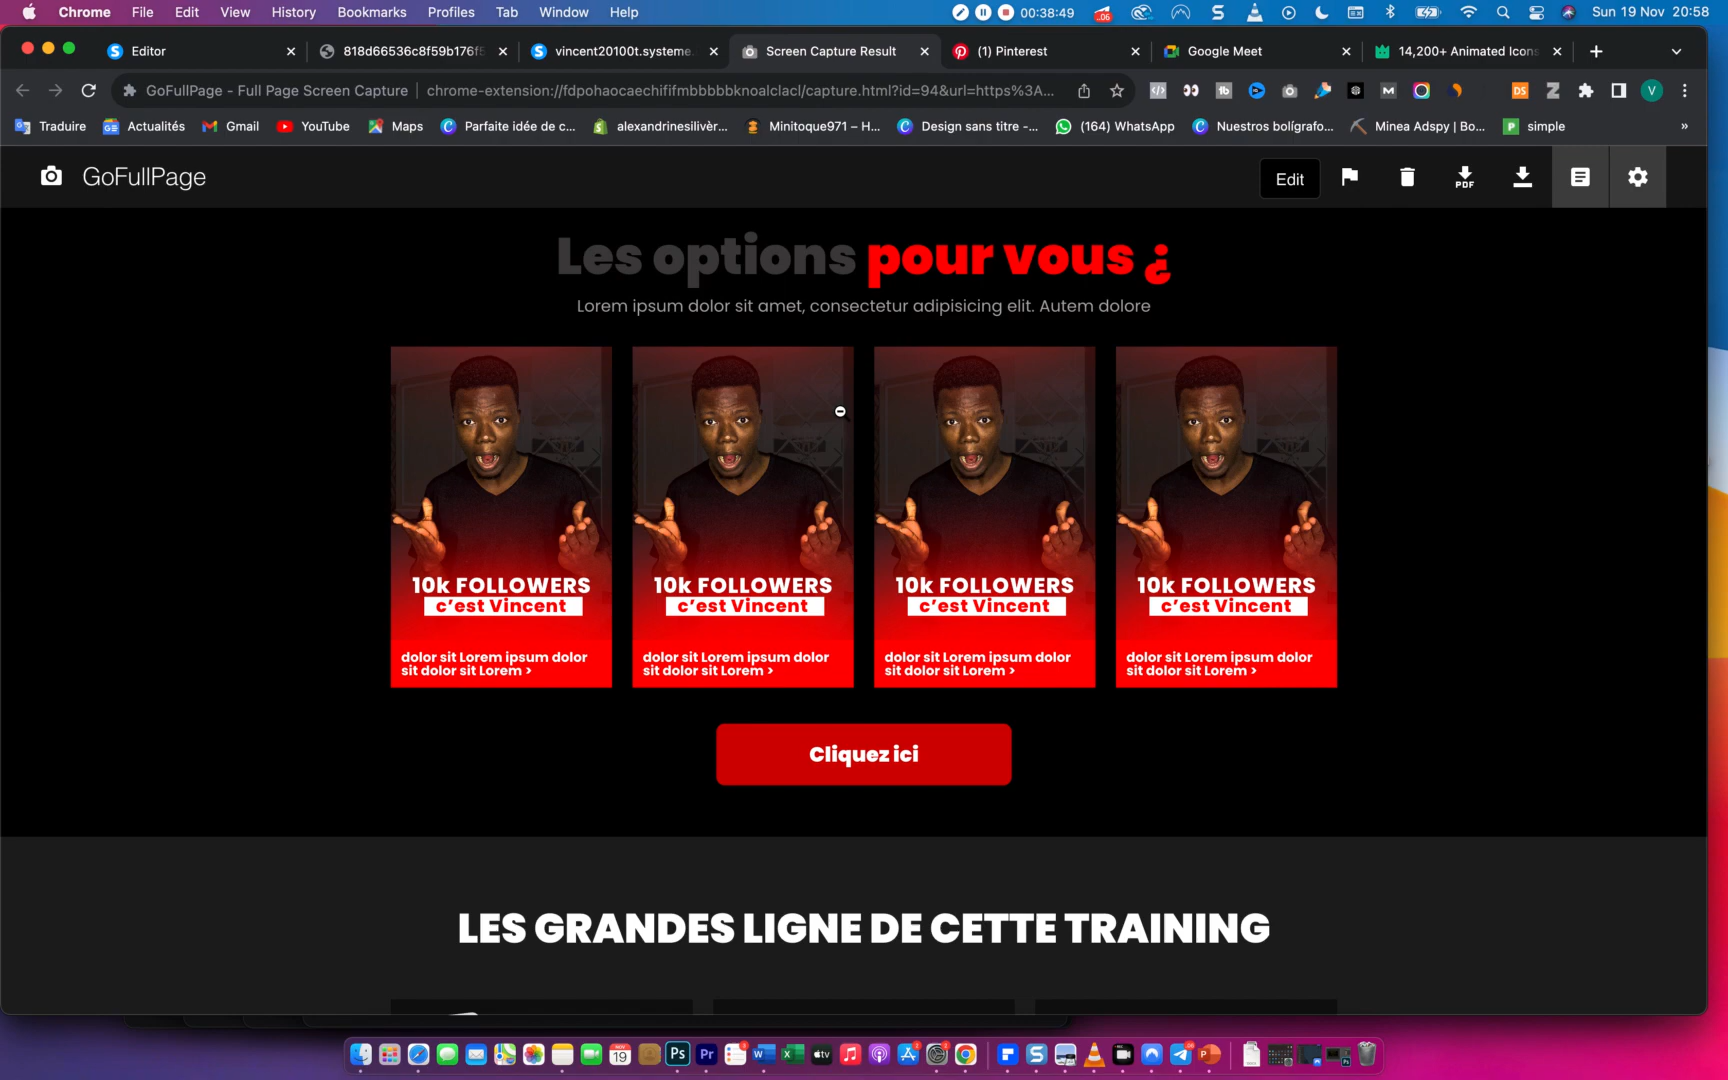 Chrome File Edit View History Bookmarks Profiles Tab Window Help 00:38:49 Sun 19 Nov 20:58
Editor 818d66536c8f59b176f5 vincent20100t.systeme. Screen Capture Result (1) Pinterest Google Meet 14,200+ Animated Icons
GoFullPage - Full Page Screen Capture chrome-extension://fdpohaocaechififmbbbbbknoalclacl/capture.html?id=94&url=https%3A...
Traduire Actualités Gmail YouTube Maps Parfaite idée de c... alexandrinesilivèr... Minitoque971 – H... Design sans titre -... (164) WhatsApp Nuestros bolígrafo... Minea Adspy | Bo... simple »
GoFullPage Edit PDF
Les options pour vous ¿
Lorem ipsum dolor sit amet, consectetur adipisicing elit. Autem dolore
10k FOLLOWERS 10k FOLLOWERS 10k FOLLOWERS 10k FOLLOWERS
c’est Vincent c’est Vincent c’est Vincent c’est Vincent
dolor sit Lorem ipsum dolor dolor sit Lorem ipsum dolor dolor sit Lorem ipsum dolor dolor sit Lorem ipsum dolor
sit dolor sit Lorem > sit dolor sit Lorem > sit dolor sit Lorem > sit dolor sit Lorem >
Cliquez ici
LES GRANDES LIGNE DE CETTE TRAINING